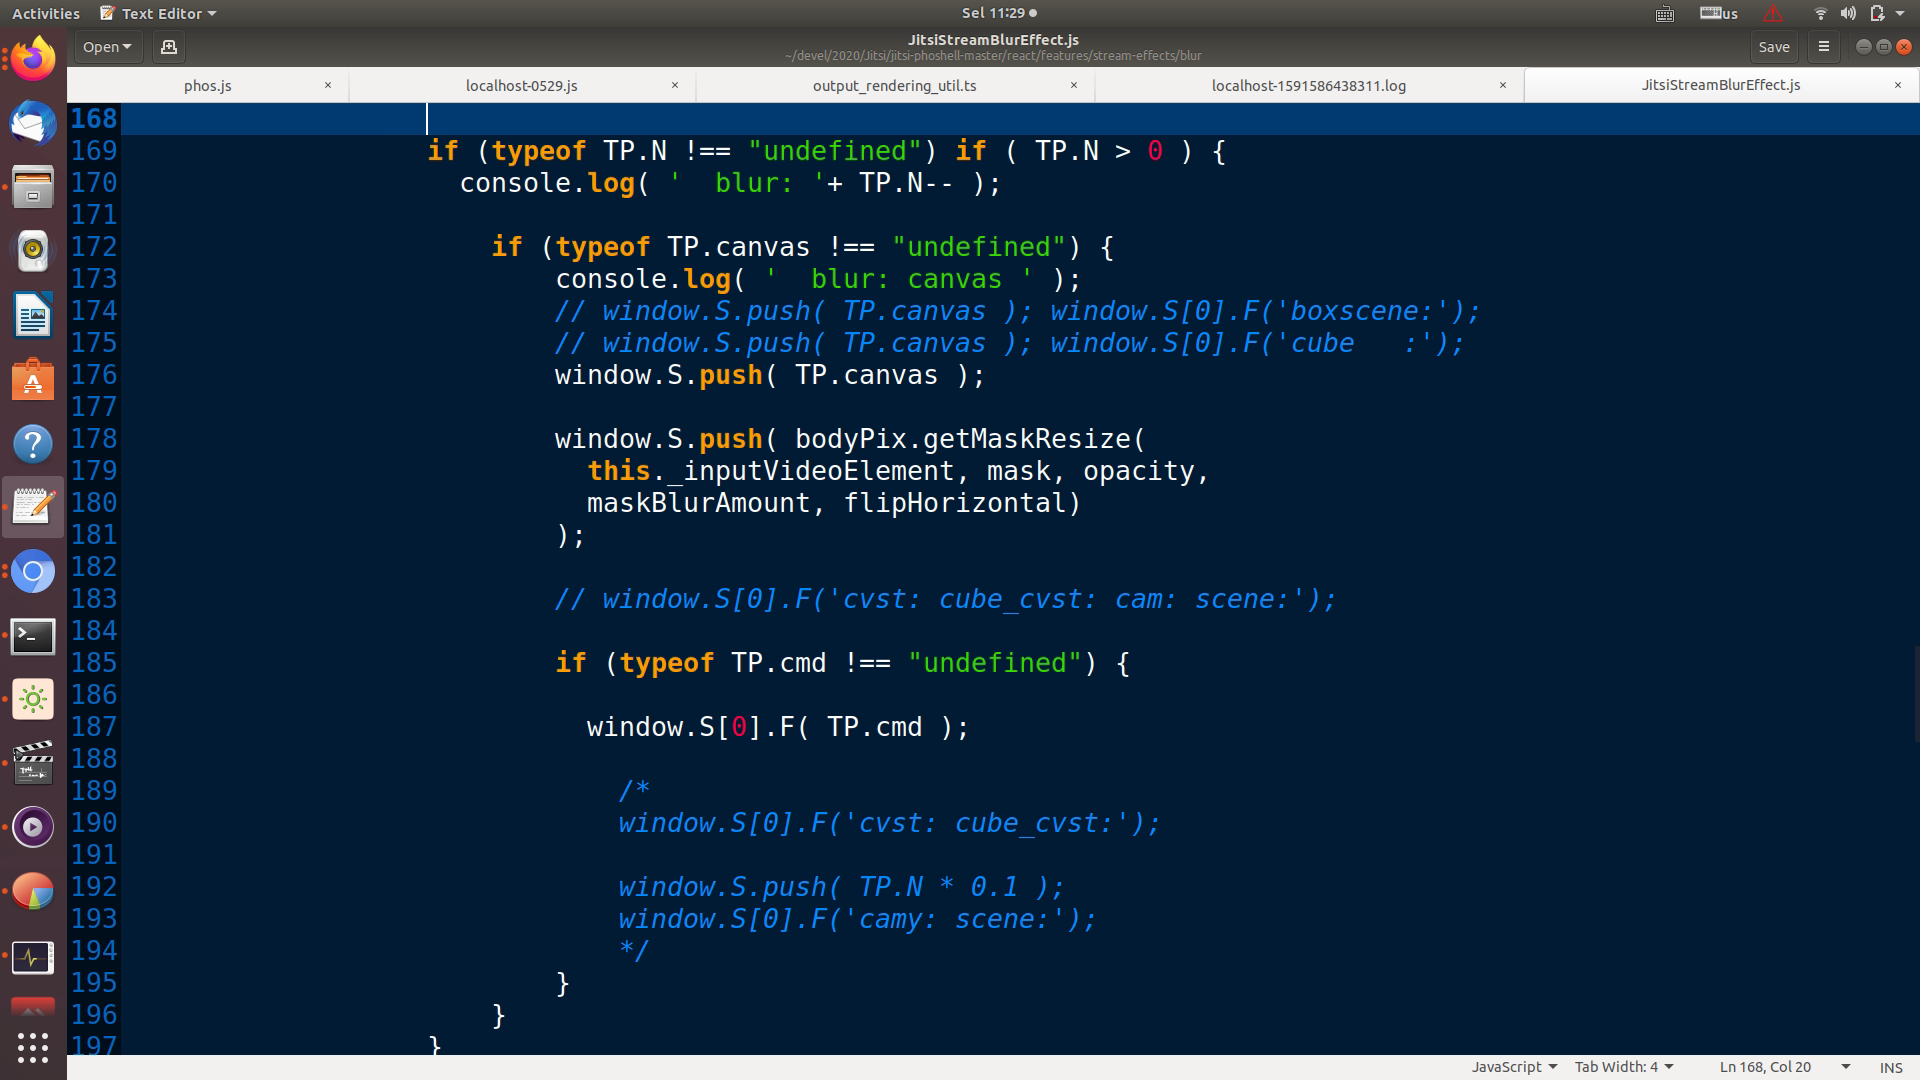 Activities Text Editor Sel 11:29 us
Open JitsiStreamBlurEffect.js Save
~/devel/2020/Jitsi/jitsi-phoshell-master/react/features/stream-effects/blur
phos.js × localhost-0529.js × output_rendering_util.ts × localhost-1591586438311.log × JitsiStreamBlurEffect.js ×
168
169 if (typeof TP.N !== "undefined") if ( TP.N > 0 ) {
170 console.log( '  blur: '+ TP.N-- );
171
172 if (typeof TP.canvas !== "undefined") {
173 console.log( '  blur: canvas ' );
174 // window.S.push( TP.canvas ); window.S[0].F('boxscene:');
175 // window.S.push( TP.canvas ); window.S[0].F('cube   :');
176 window.S.push( TP.canvas );
177
178 window.S.push( bodyPix.getMaskResize(
179 this._inputVideoElement, mask, opacity,
180 maskBlurAmount, flipHorizontal)
181 );
182
183 // window.S[0].F('cvst: cube_cvst: cam: scene:');
184
185 if (typeof TP.cmd !== "undefined") {
186
187 window.S[0].F( TP.cmd );
188
189 /*
190 window.S[0].F('cvst: cube_cvst:');
191
192 window.S.push( TP.N * 0.1 );
193 window.S[0].F('camy: scene:');
194 */
195 }
196 }
197 }
JavaScript Tab Width: 4 Ln 168, Col 20 INS